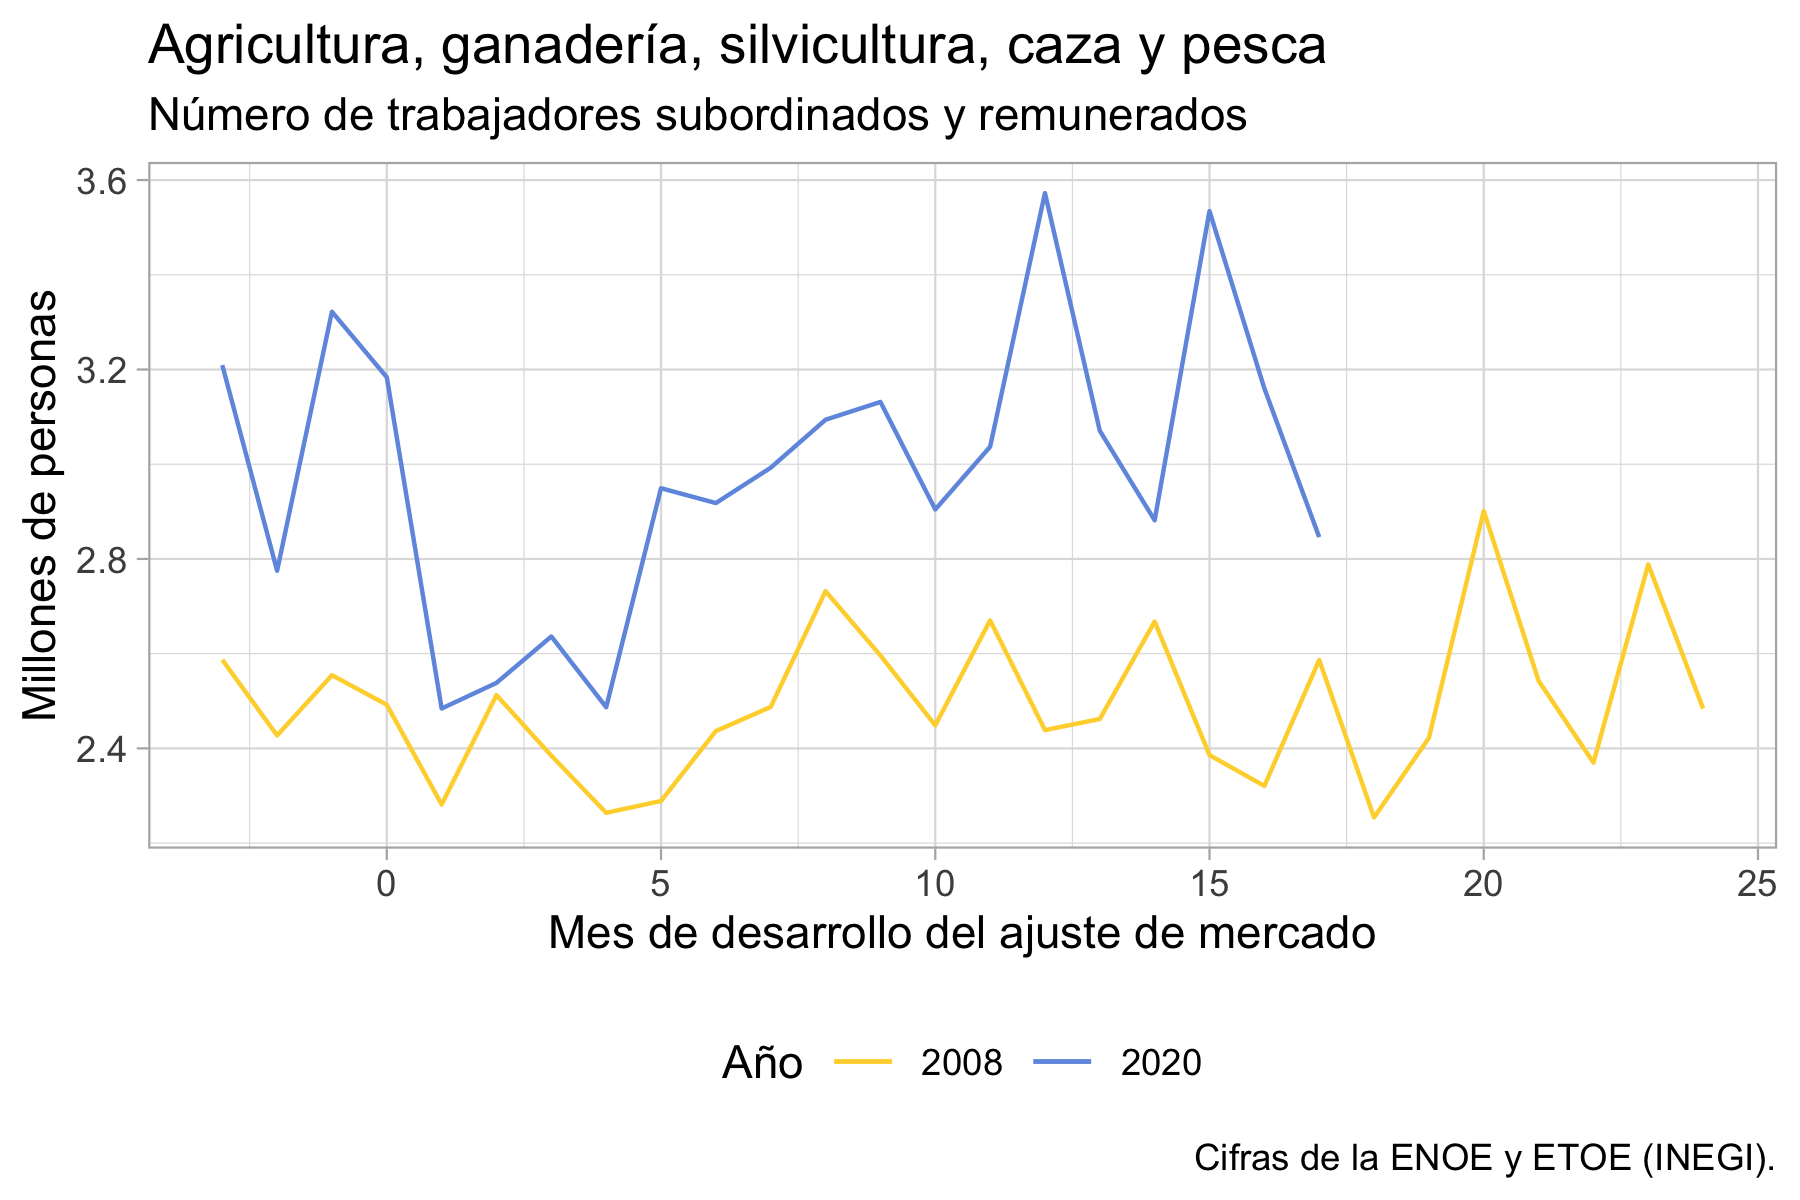 Agricultura, ganadería, silvicultura, caza y pesca
Número de trabajadores subordinados y remunerados
Millones de personas
3.6
3.2
2.8
2.4
0 5 10 15 20 25
Mes de desarrollo del ajuste de mercado
Año 2008 2020
Cifras de la ENOE y ETOE (INEGI).